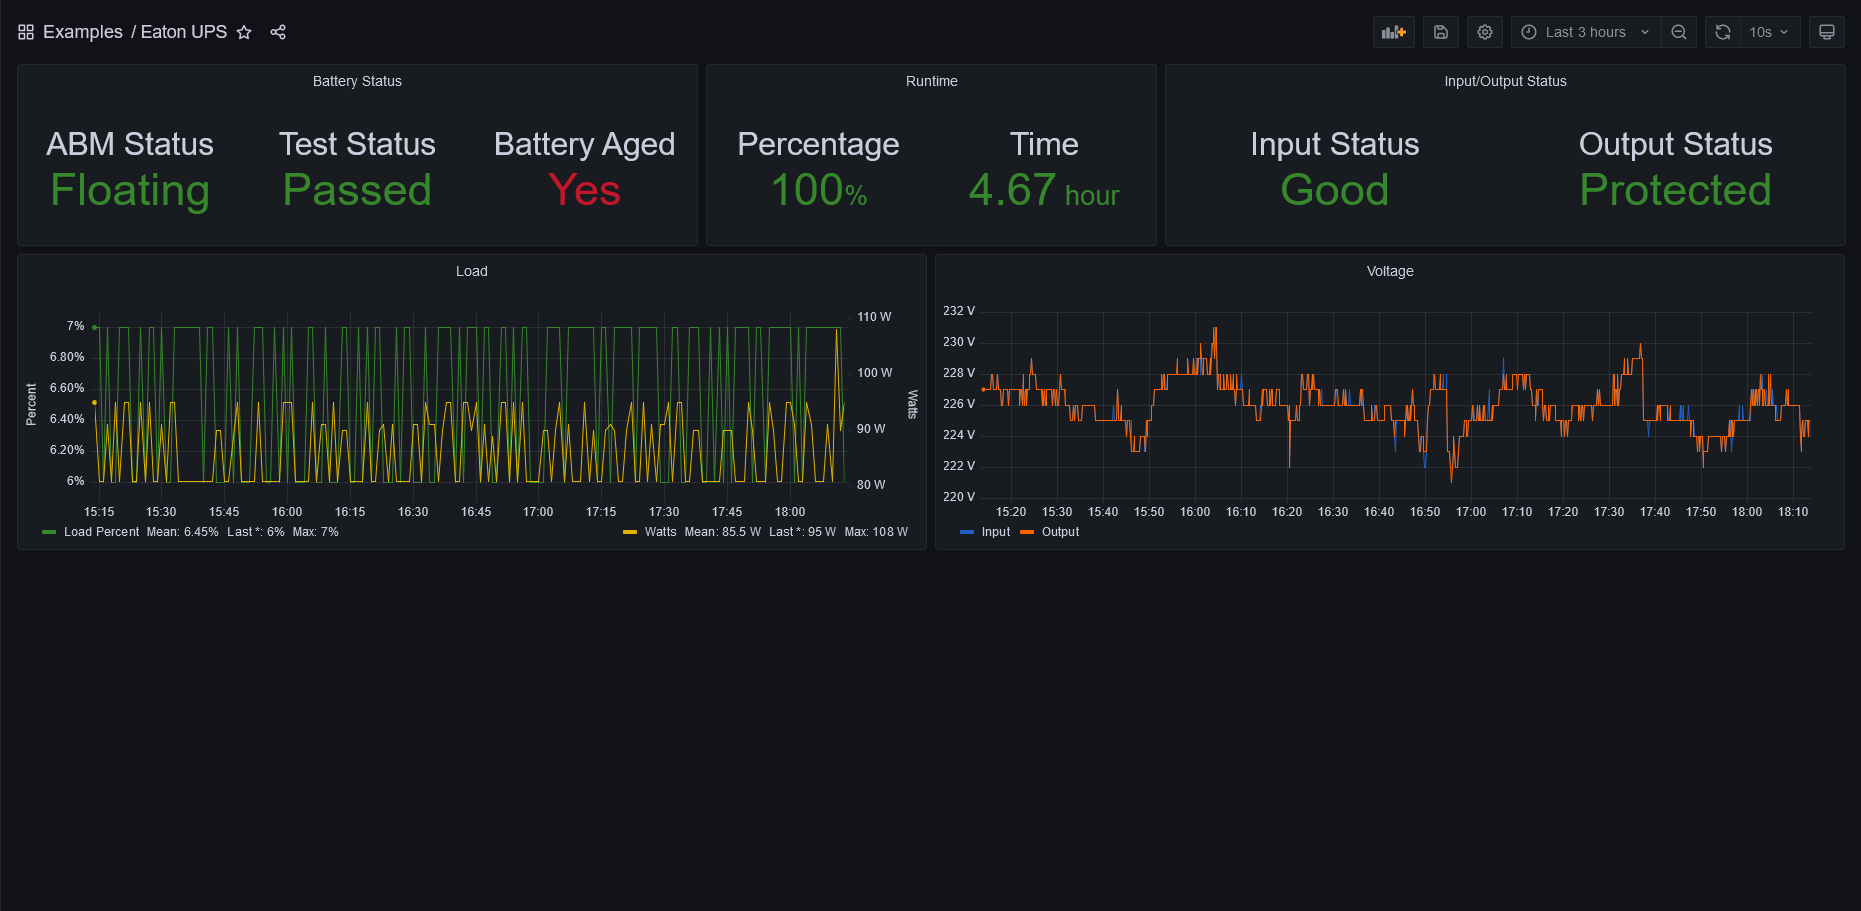 Examples / Eaton UPS
Last 3 hours
10s
Battery Status
ABM Status
Floating
Test Status
Passed
Battery Aged
Yes
Runtime
Percentage
100%
Time
4.67 hour
Input/Output Status
Input Status
Good
Output Status
Protected
Load
Percent
7%
6.80%
6.60%
6.40%
6.20%
6%
110 W
100 W
90 W
80 W
Watts
15:15 15:30 15:45 16:00 16:15 16:30 16:45 17:00 17:15 17:30 17:45 18:00
Load Percent Mean: 6.45% Last *: 6% Max: 7%
Watts Mean: 85.5 W Last *: 95 W Max: 108 W
Voltage
232 V
230 V
228 V
226 V
224 V
222 V
220 V
15:20 15:30 15:40 15:50 16:00 16:10 16:20 16:30 16:40 16:50 17:00 17:10 17:20 17:30 17:40 17:50 18:00 18:10
Input Output